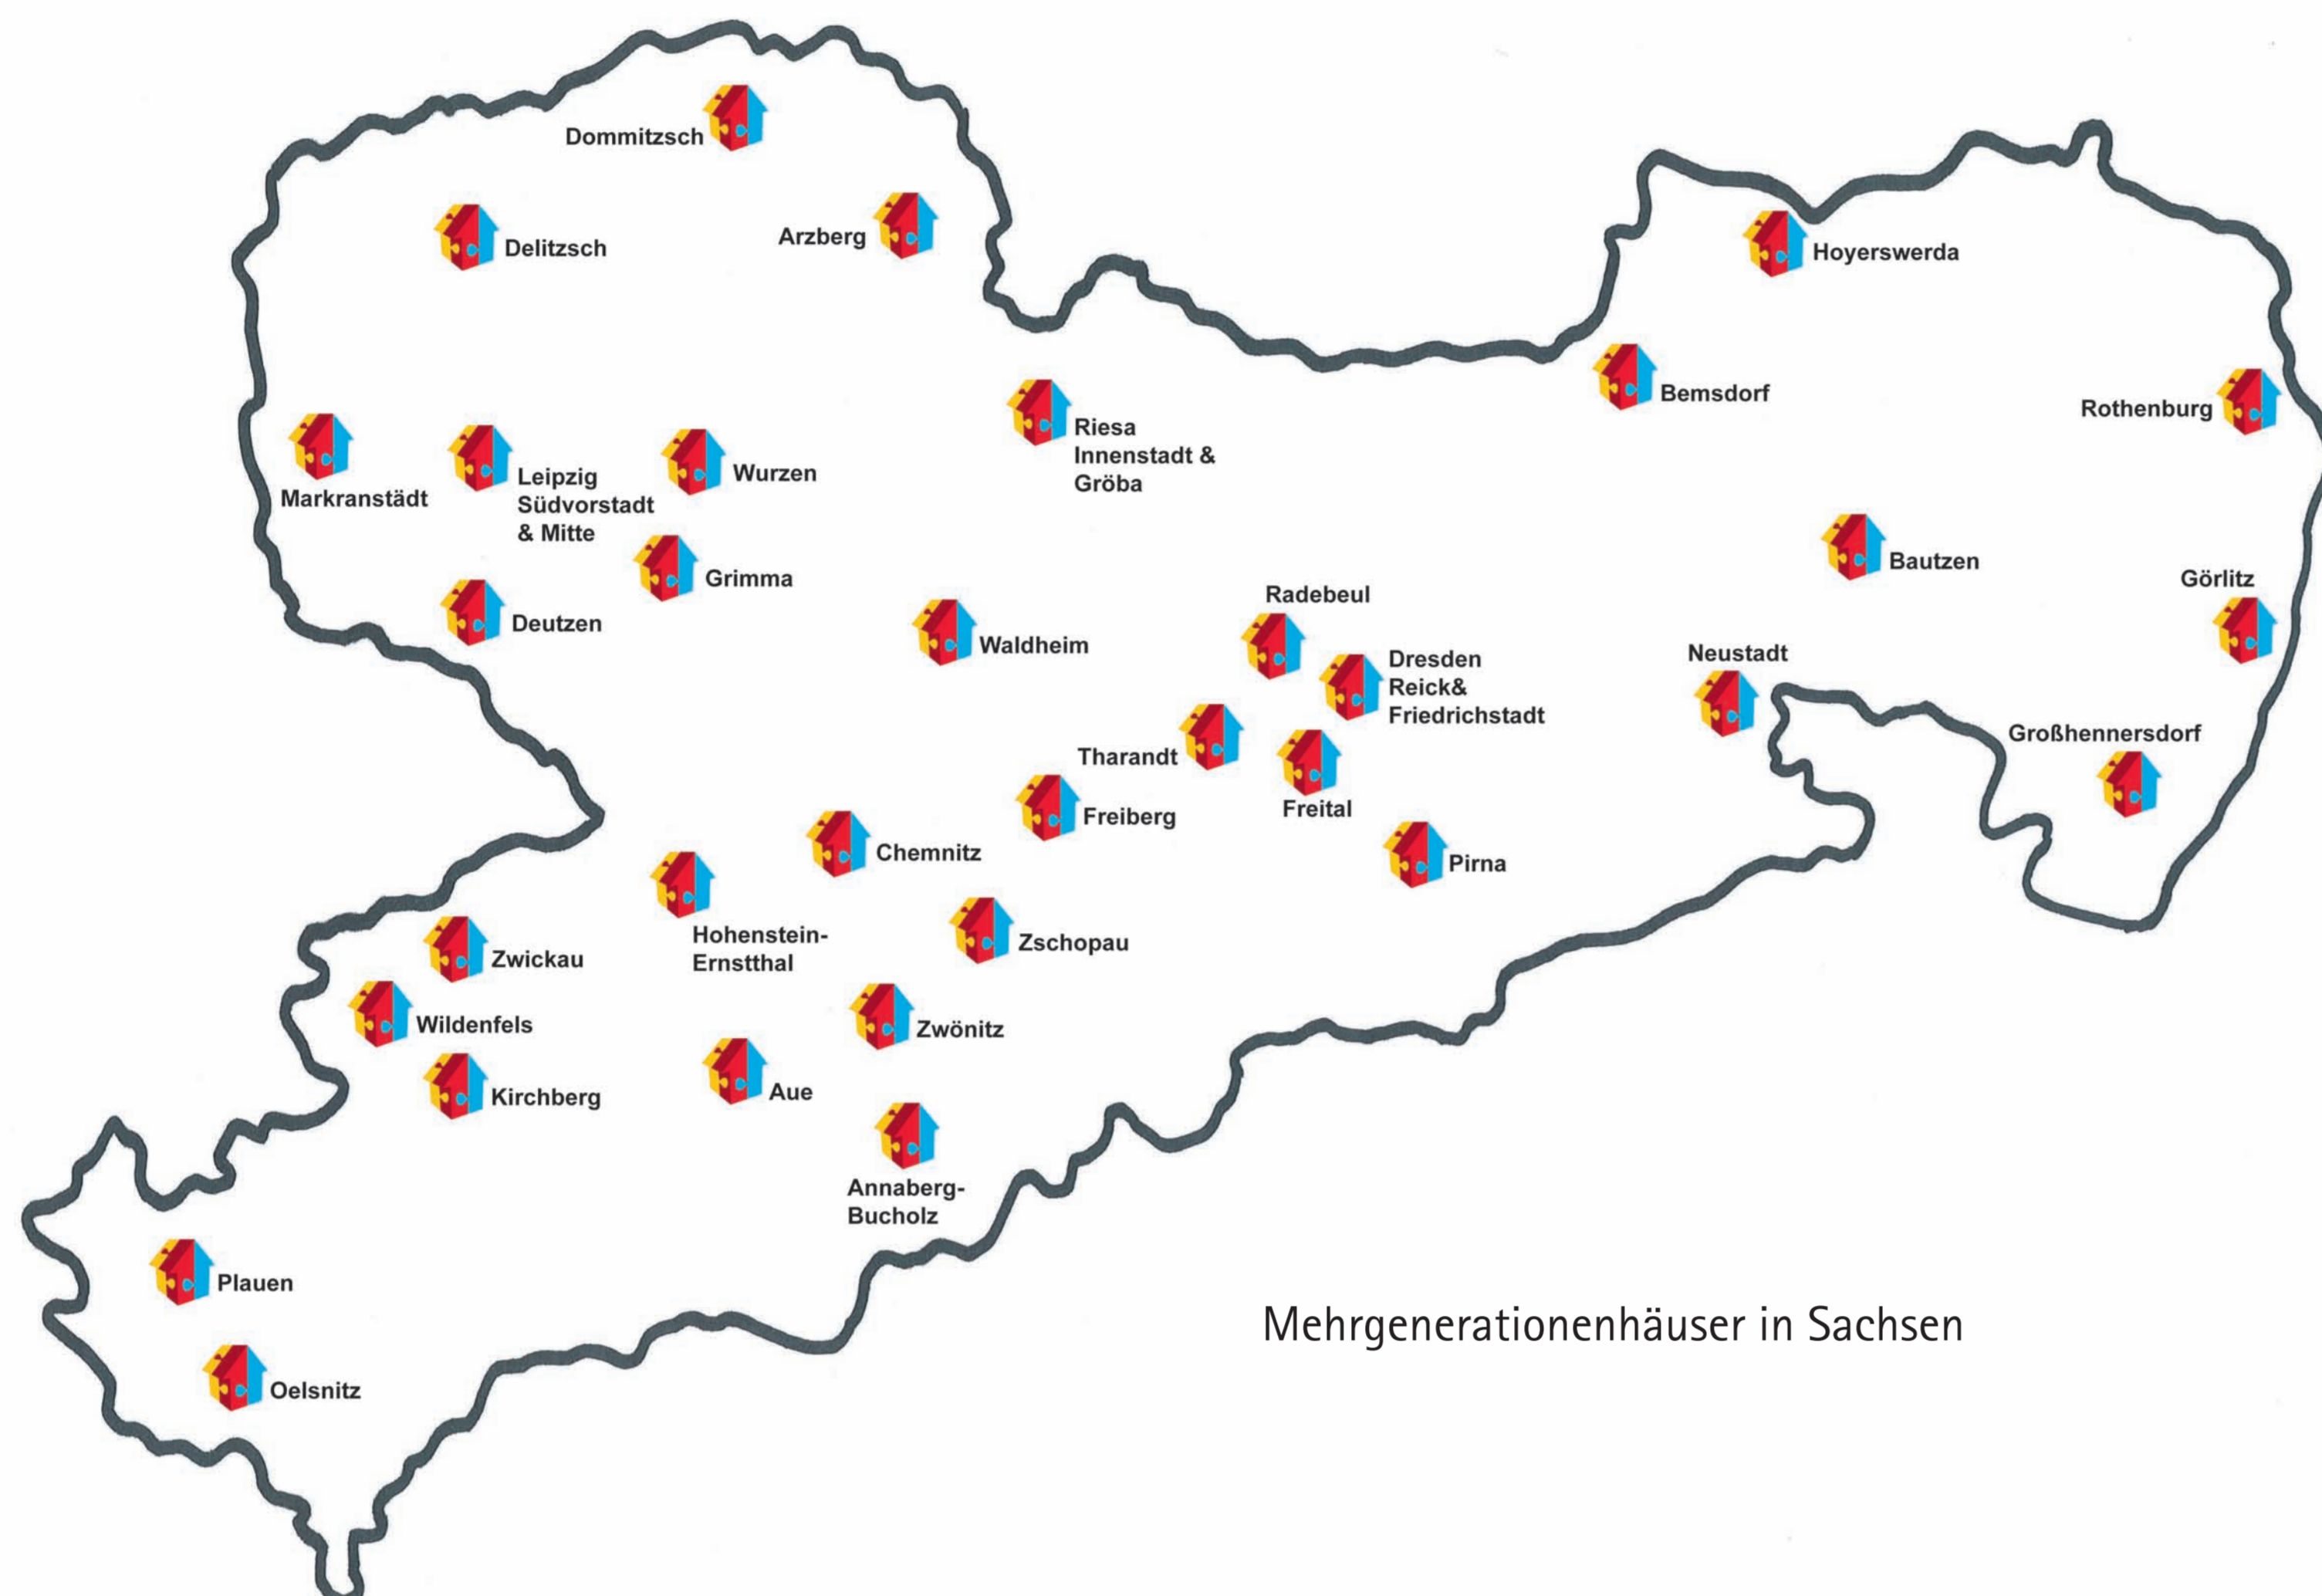 Dommitzsch
Delitzsch
Arzberg
Hoyerswerda
Bemsdorf
Rothenburg
Riesa
Innenstadt &
Gröba
Markranstädt
Leipzig
Südvorstadt
& Mitte
Wurzen
Grimma
Deutzen
Bautzen
Görlitz
Waldheim
Radebeul
Dresden
Reick&
Friedrichstadt
Neustadt
Großhennersdorf
Tharandt
Freital
Freiberg
Chemnitz
Pirna
Hohenstein-
Ernstthal
Zschopau
Zwickau
Wildenfels
Zwönitz
Kirchberg
Aue
Annaberg-
Bucholz
Plauen
Oelsnitz
Mehrgenerationenhäuser in Sachsen